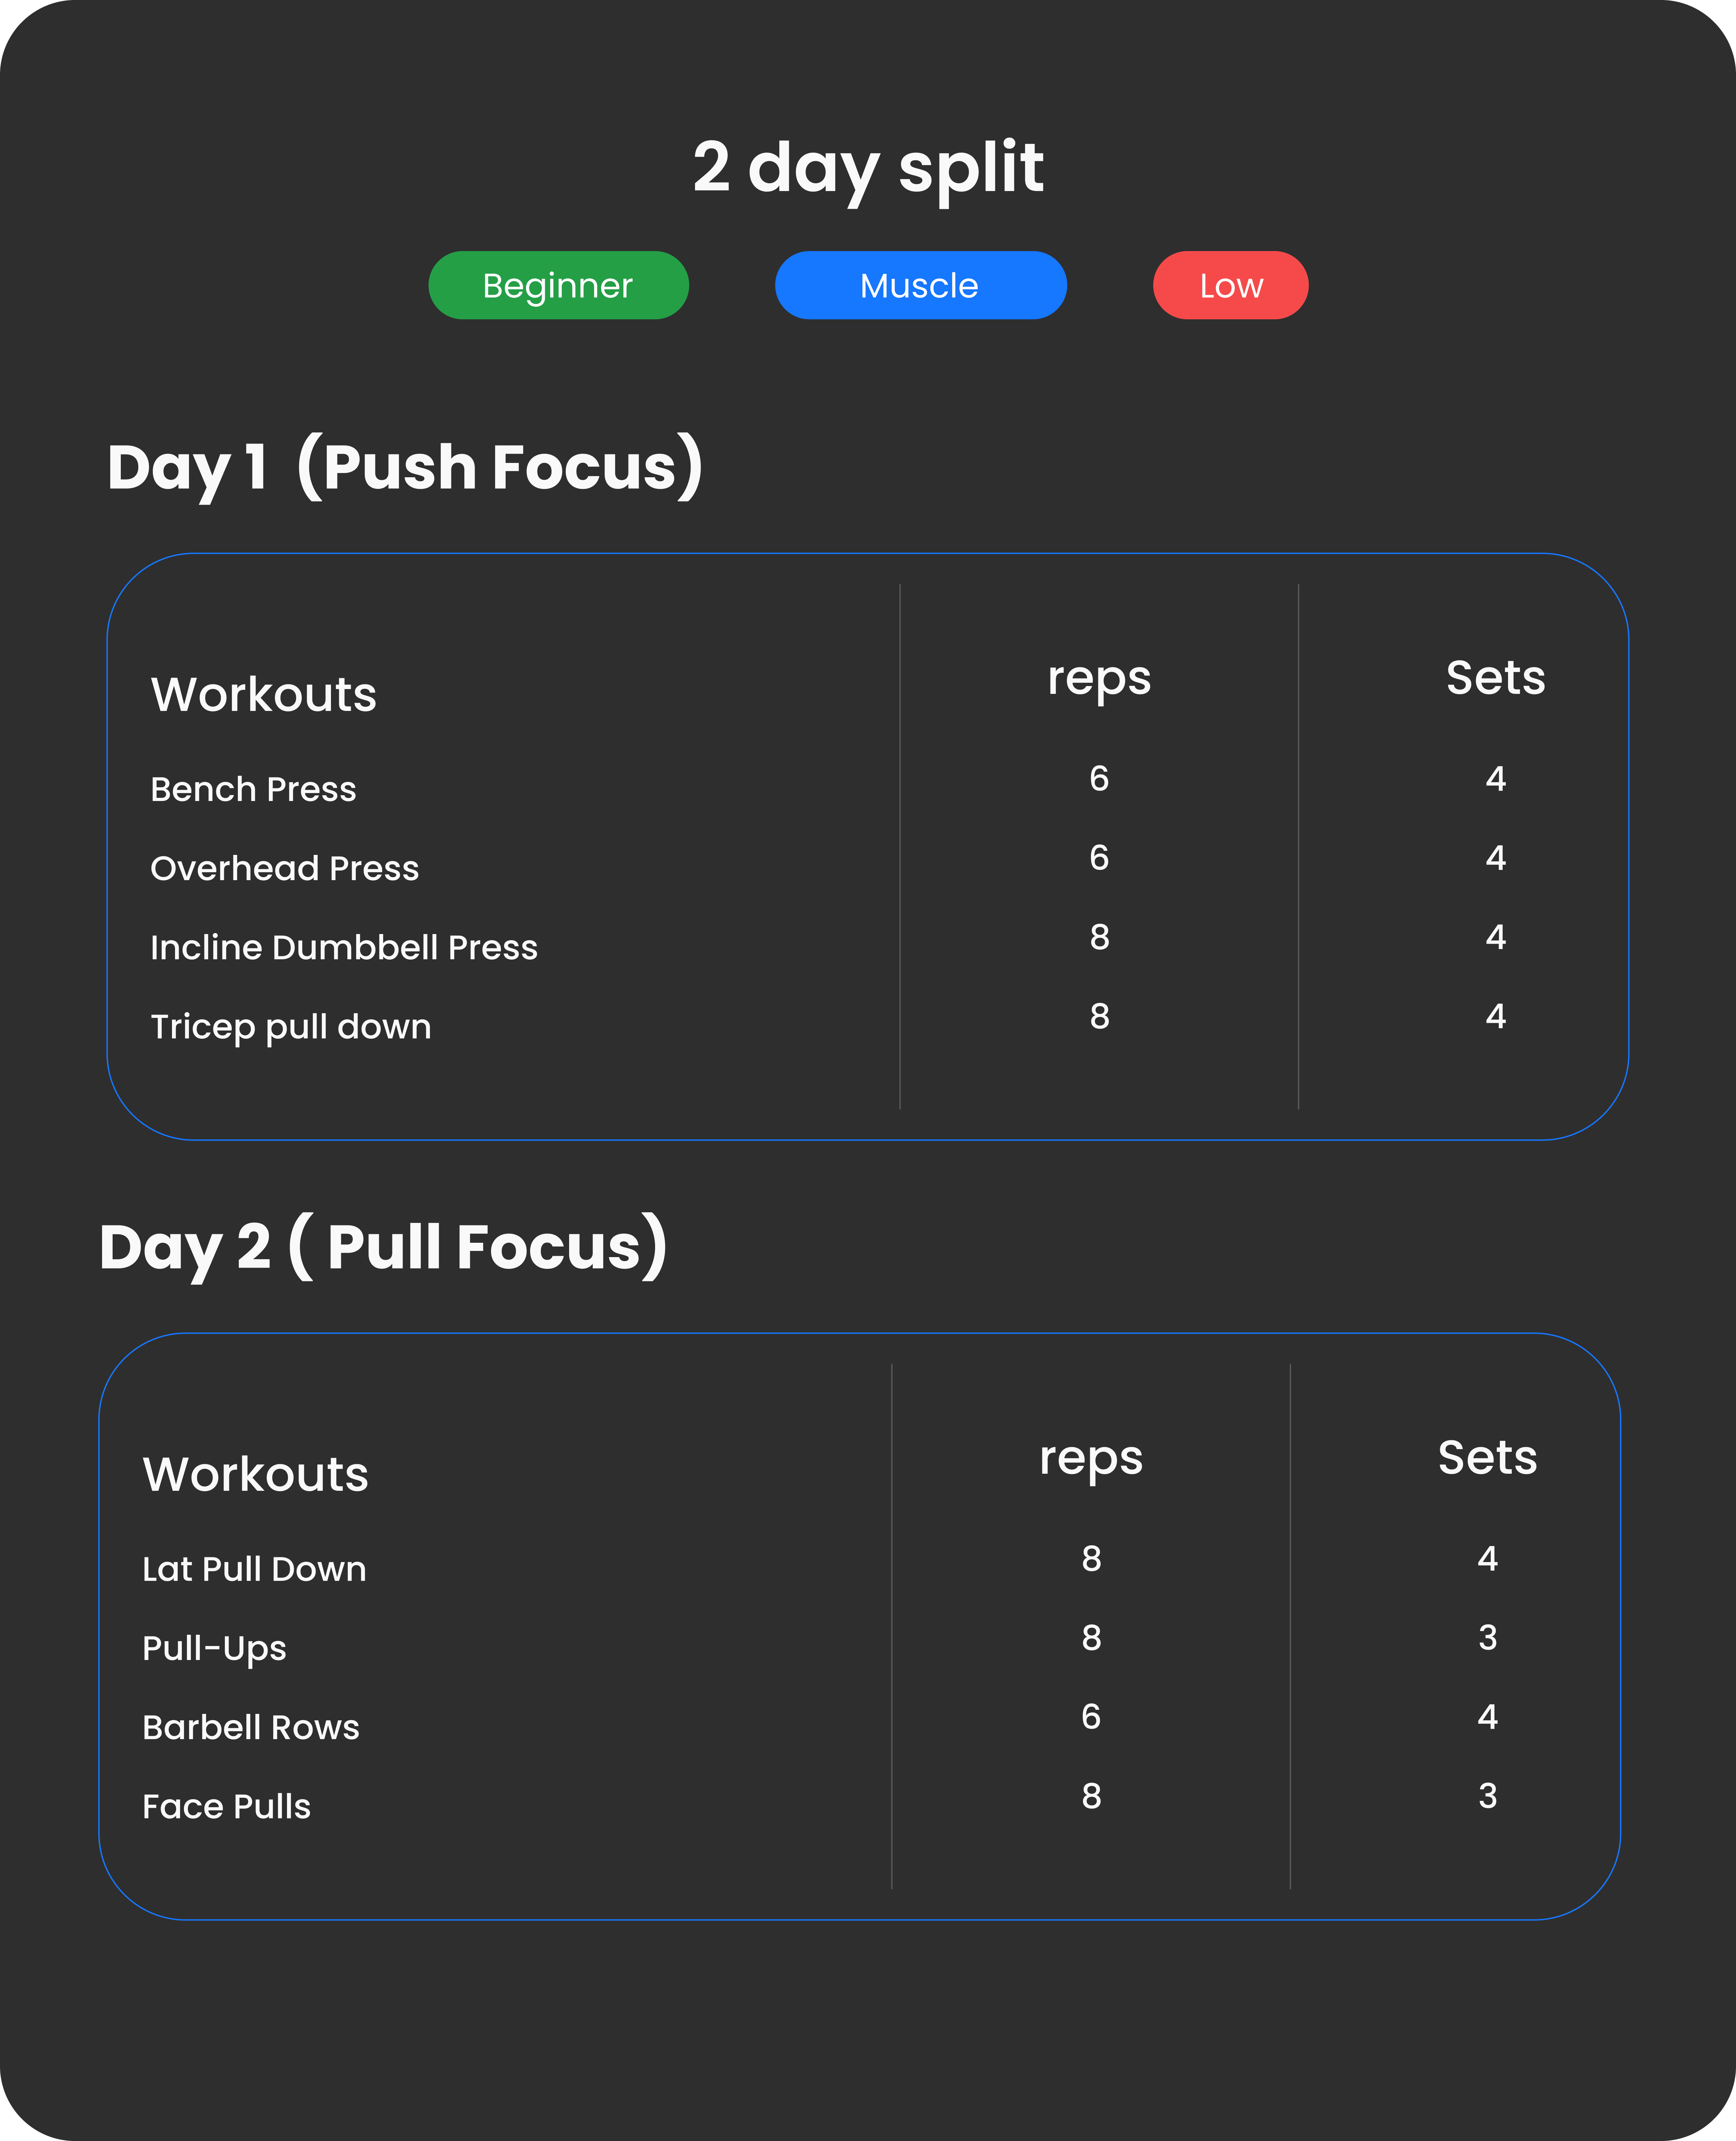 2 day split
Beginner Muscle Low
Day 1 (Push Focus)
Workouts reps Sets
Bench Press 6 4
Overhead Press 6 4
Incline Dumbbell Press 8 4
Tricep pull down 8 4
Day 2 ( Pull Focus)
Workouts reps Sets
Lat Pull Down 8 4
Pull-Ups 8 3
Barbell Rows 6 4
Face Pulls 8 3